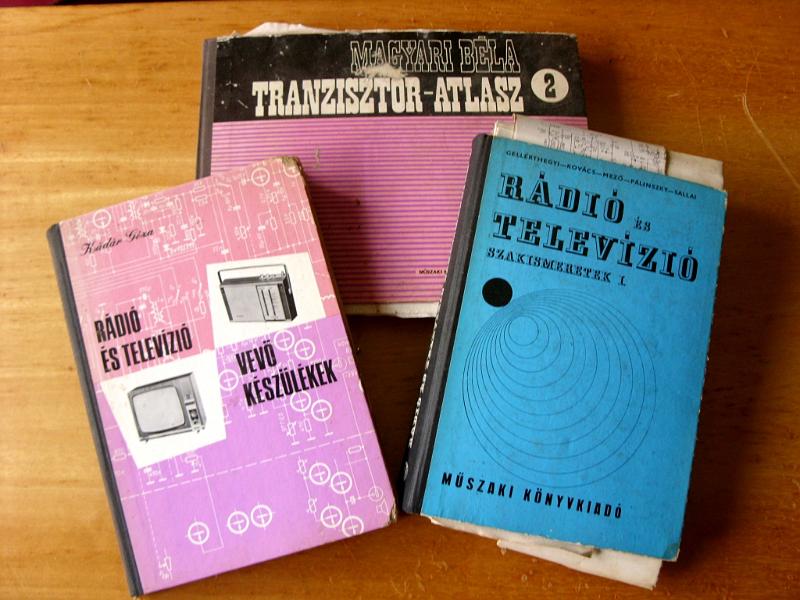 MAGYARI BÉLA
TRANZISZTOR-ATLASZ
2
MŰSZAKI
Kádár Géza
RÁDIÓ
ÉS TELEVÍZIÓ
VEVŐ
KÉSZÜLÉKEK
GELLÉRTHEGYI—KOVÁCS—MEZŐ—PALINSZKY—SALLAI
RÁDIÓ ÉS
TELEVÍZIÓ
SZAKISMERETEK I.
MŰSZAKI KÖNYVKIADÓ